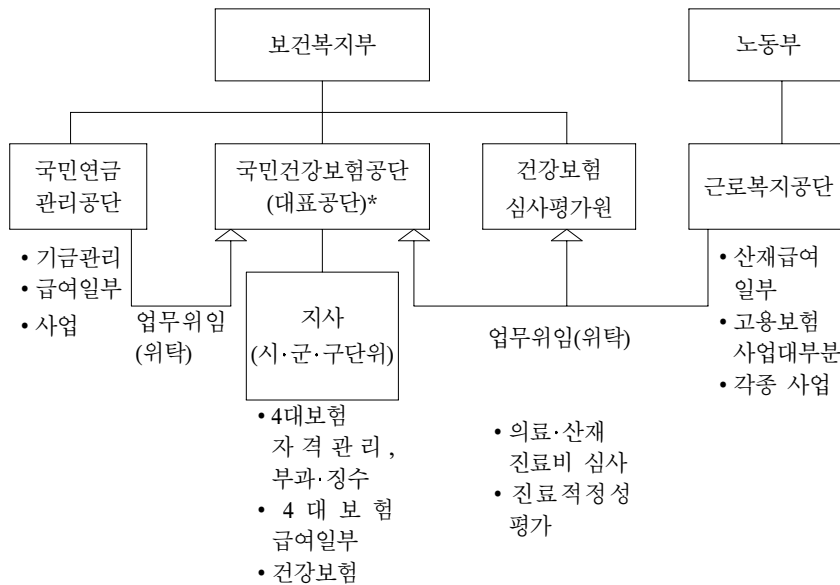 보건복지부
노동부
국민연금
관리공단
국민건강보험공단
(대표공단)*
건강보험
심사평가원
근로복지공단
• 기금관리
• 급여일부
• 사업
업무위임
(위탁)
지사
(시·군·구단위)
업무위임(위탁)
• 산재급여
일부
• 고용보험
사업대부분
• 각종 사업
• 4대보험
자 격 관 리 ,
부과·징수
• 4 대 보 험
급여일부
• 건강보험
• 의료·산재
진료비 심사
• 진료적정성
평가